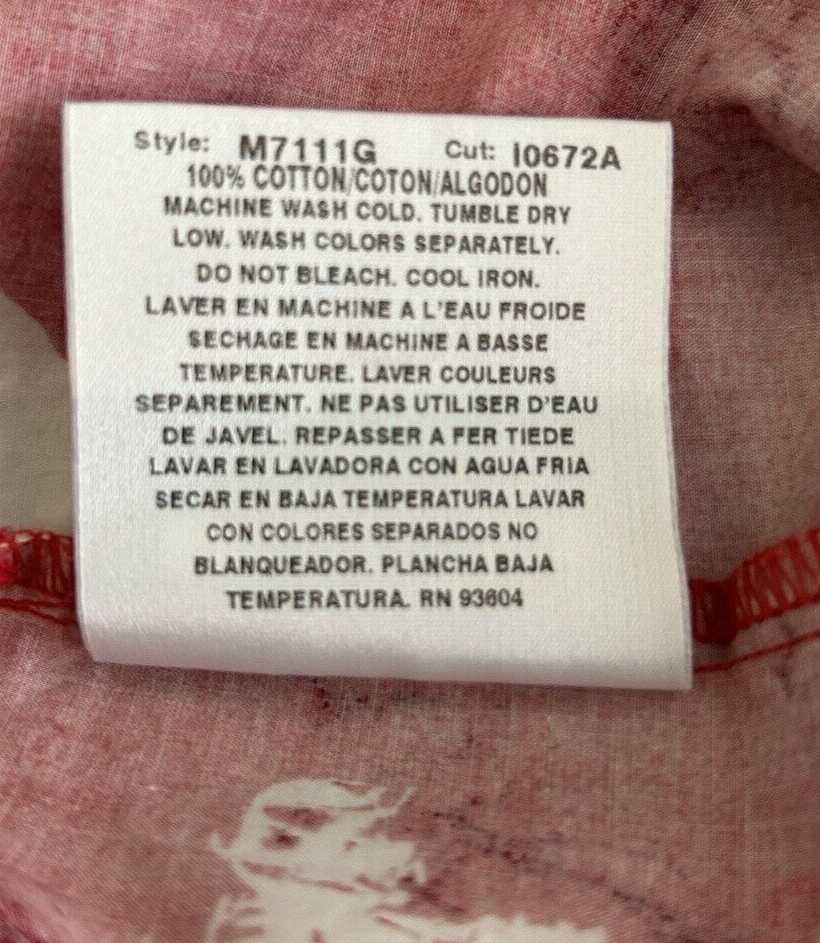 Style: M7111G Cut: I0672A
100% COTTON/COTON/ALGODON
MACHINE WASH COLD. TUMBLE DRY
LOW. WASH COLORS SEPARATELY.
DO NOT BLEACH. COOL IRON.
LAVER EN MACHINE A L'EAU FROIDE
SECHAGE EN MACHINE A BASSE
TEMPERATURE. LAVER COULEURS
SEPAREMENT. NE PAS UTILISER D'EAU
DE JAVEL. REPASSER A FER TIEDE
LAVAR EN LAVADORA CON AGUA FRIA
SECAR EN BAJA TEMPERATURA LAVAR
CON COLORES SEPARADOS NO
BLANQUEADOR. PLANCHA BAJA
TEMPERATURA. RN 93604